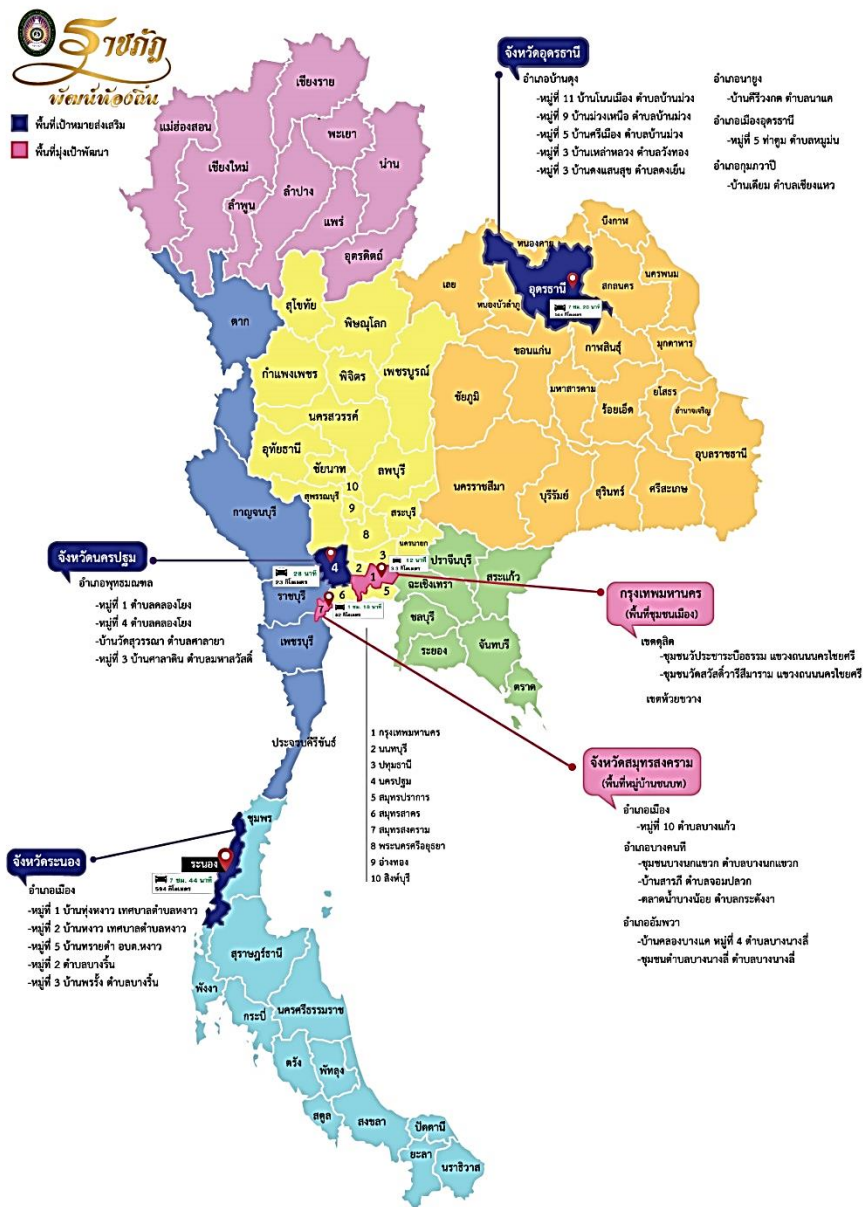 ราชภัฏ
พัฒน์ท้องถิ่น
พื้นที่เป้าหมายส่งเสริม
พื้นที่มุ่งเป้าพัฒนา
จังหวัดอุดรธานี
อำเภอบ้านดุง
-หมู่ที่ 11 บ้านโนนเมือง ตำบลบ้านม่วง
-หมู่ที่ 9 บ้านม่วงเหนือ ตำบลบ้านม่วง
-หมู่ที่ 5 บ้านศรีเมือง ตำบลบ้านม่วง
-หมู่ที่ 3 บ้านเหล่าหลวง ตำบลวังทอง
-หมู่ที่ 3 บ้านดงแสนสุข ตำบลดงเย็น
อำเภอนายูง
-บ้านคีรีวงกต ตำบลนาแค
อำเภอเมืองอุดรธานี
-หมู่ที่ 5 ท่าตูม ตำบลหมูม่น
อำเภอกุมภวาปี
-บ้านเดียม ตำบลเชียงแหว
เชียงราย
แม่ฮ่องสอน
พะเยา
เชียงใหม่
น่าน
ลำปาง
ลำพูน
แพร่
อุตรดิตถ์
บึงกาฬ
หนองคาย
เลย
อุดรธานี
นครพนม
สกลนคร
หนองบัวลำภู
7 ชม. 20 นาที
สุโขทัย
ตาก
พิษณุโลก
ขอนแก่น
กาฬสินธุ์
มุกดาหาร
กำแพงเพชร
พิจิตร
เพชรบูรณ์
ชัยภูมิ
มหาสารคาม
ร้อยเอ็ด
ยโสธร
อำนาจเจริญ
นครสวรรค์
อุบลราชธานี
อุทัยธานี
ชัยนาท
ลพบุรี
นครราชสีมา
บุรีรัมย์
สุรินทร์
ศรีสะเกษ
10
สุพรรณบุรี
9
สระบุรี
กาญจนบุรี
8
นครนายก
ปราจีนบุรี
สระแก้ว
3
12 นาที
4
2
1
28 นาที
23 กิโลเมตร
ฉะเชิงเทรา
6
5
ราชบุรี
7
1 ชม. 15 นาที
ชลบุรี
เพชรบุรี
ระยอง
จันทบุรี
ตราด
ประจวบคีรีขันธ์
จังหวัดนครปฐม
อำเภอพุทธมณฑล
-หมู่ที่ 1 ตำบลคลองโยง
-หมู่ที่ 4 ตำบลคลองโยง
-บ้านวัดสุวรรณา ตำบลศาลายา
-หมู่ที่ 3 บ้านศาลาดิน ตำบลมหาสวัสดิ์
กรุงเทพมหานคร
(พื้นที่ชุมชนเมือง)
เขตดุสิต
-ชุมชนวัประชาระบือธรรม แขวงถนนนครไชยศรี
-ชุมชนวัดสวัสดิ์วารีสีมาราม แขวงถนนนครไชยศรี
เขตห้วยขวาง
1 กรุงเทพมหานคร
2 นนทบุรี
3 ปทุมธานี
4 นครปฐม
5 สมุทรปราการ
6 สมุทรสาคร
7 สมุทรสงคราม
8 พระนครศรีอยุธยา
9 อ่างทอง
10 สิงห์บุรี
จังหวัดสมุทรสงคราม
(พื้นที่หมู่บ้านชนบท)
อำเภอเมือง
-หมู่ที่ 10 ตำบลบางแก้ว
อำเภอบางคนที
-ชุมชนบางนกแขวก ตำบลบางนกแขวก
-บ้านสารภี ตำบลจอมปลวก
-ตลาดน้ำบางน้อย ตำบลกระดังงา
อำเภออัมพวา
-บ้านคลองบางแค หมู่ที่ 4 ตำบลบางนางลี่
-ชุมชนตำบลบางนางลี่ ตำบลบางนางลี่
จังหวัดระนอง
อำเภอเมือง
-หมู่ที่ 1 บ้านทุ่งหงาว เทศบาลตำบลหงาว
-หมู่ที่ 2 บ้านหงาว เทศบาลตำบลหงาว
-หมู่ที่ 5 บ้านทรายดำ อบต.หงาว
-หมู่ที่ 2 ตำบลบางริ้น
-หมู่ที่ 3 บ้านพรรั้ง ตำบลบางริ้น
ชุมพร
ระนอง
7 ชม. 44 นาที
594 กิโลเมตร
สุราษฎร์ธานี
พังงา
กระบี่
นครศรีธรรมราช
ตรัง
พัทลุง
สตูล
สงขลา
ปัตตานี
ยะลา
นราธิวาส